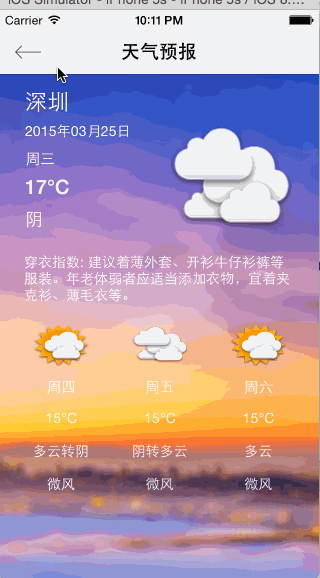 iOS Simulator - iPhone 5s - iPhone 5s / iOS 8....
Carrier 10:11 PM
天气预报
深圳
2015年03月25日
周三
17°C
阴
穿衣指数: 建议着薄外套、开衫牛仔衫裤等
服装。年老体弱者应适当添加衣物，宜着夹
克衫、薄毛衣等。
周四 周五 周六
15°C 15°C 15°C
多云转阴 阴转多云 多云
微风 微风 微风